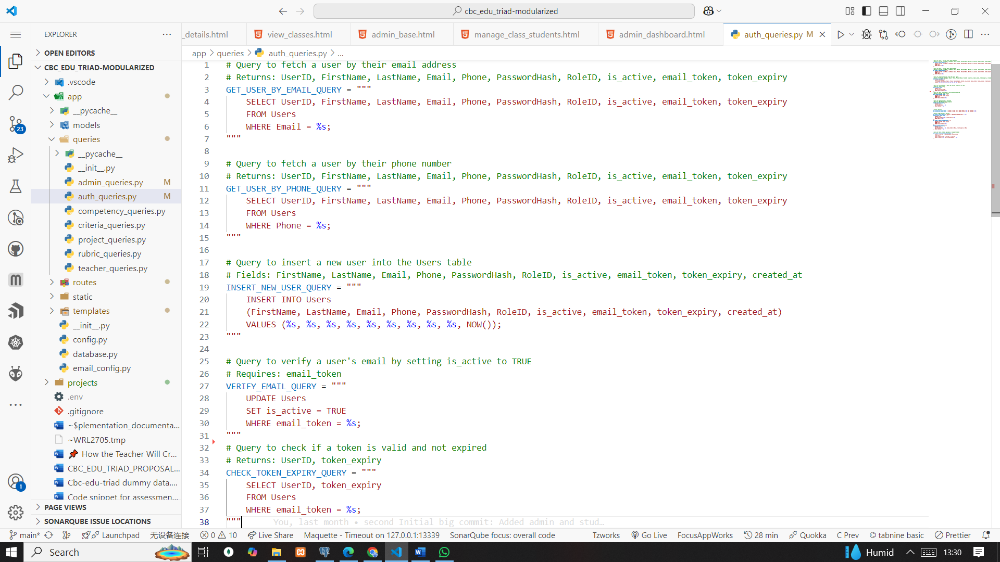 cbc_edu_triad-modularized
EXPLORER
_details.html
view_classes.html
admin_base.html
manage_class_students.html
admin_dashboard.html
auth_queries.py M
OPEN EDITORS
CBC_EDU_TRIAD-MODULARIZED
.vscode
app
__pycache__
models
queries
__pycache__
__init__.py
admin_queries.py M
auth_queries.py M
competency_queries.py
criteria_queries.py
project_queries.py
rubric_queries.py
teacher_queries.py
routes
static
templates
__init__.py
config.py
database.py
email_config.py
projects
.env
.gitignore
~$plementation_documenta...
~WRL2705.tmp
📌 How the Teacher Will Cr...
CBC_EDU_TRIAD_PROPOSAL...
Cbc-edu-triad dummy data....
Code snippet for assessmen...
PAGE VIEWS
SONARQUBE ISSUE LOCATIONS
23
1
app > queries > auth_queries.py > ...
1 # Query to fetch a user by their email address
2 # Returns: UserID, FirstName, LastName, Email, Phone, PasswordHash, RoleID, is_active, email_token, token_expiry
3 GET_USER_BY_EMAIL_QUERY = """
4 SELECT UserID, FirstName, LastName, Email, Phone, PasswordHash, RoleID, is_active, email_token, token_expiry
5 FROM Users
6 WHERE Email = %s;
7 """
8
9 # Query to fetch a user by their phone number
10 # Returns: UserID, FirstName, LastName, Email, Phone, PasswordHash, RoleID, is_active, email_token, token_expiry
11 GET_USER_BY_PHONE_QUERY = """
12 SELECT UserID, FirstName, LastName, Email, Phone, PasswordHash, RoleID, is_active, email_token, token_expiry
13 FROM Users
14 WHERE Phone = %s;
15 """
16
17 # Query to insert a new user into the Users table
18 # Fields: FirstName, LastName, Email, Phone, PasswordHash, RoleID, is_active, email_token, token_expiry, created_at
19 INSERT_NEW_USER_QUERY = """
20 INSERT INTO Users
21 (FirstName, LastName, Email, Phone, PasswordHash, RoleID, is_active, email_token, token_expiry, created_at)
22 VALUES (%s, %s, %s, %s, %s, %s, %s, %s, %s, NOW());
23 """
24
25 # Query to verify a user's email by setting is_active to TRUE
26 # Requires: email_token
27 VERIFY_EMAIL_QUERY = """
28 UPDATE Users
29 SET is_active = TRUE
30 WHERE email_token = %s;
31 """
32 # Query to check if a token is valid and not expired
33 # Returns: UserID, token_expiry
34 CHECK_TOKEN_EXPIRY_QUERY = """
35 SELECT UserID, token_expiry
36 FROM Users
37 WHERE email_token = %s;
38 """ You, last month • second Initial big commit: Added admin and stud…
main* Launchpad 无设备连接 0 10 Live Share Maquette - Timeout on 127.0.0.1:13339 SonarQube focus: overall code Tzworks Go Live FocusAppWorks 28 min Quokka C Prev tabnine basic Prettier
Search Humid 13:30